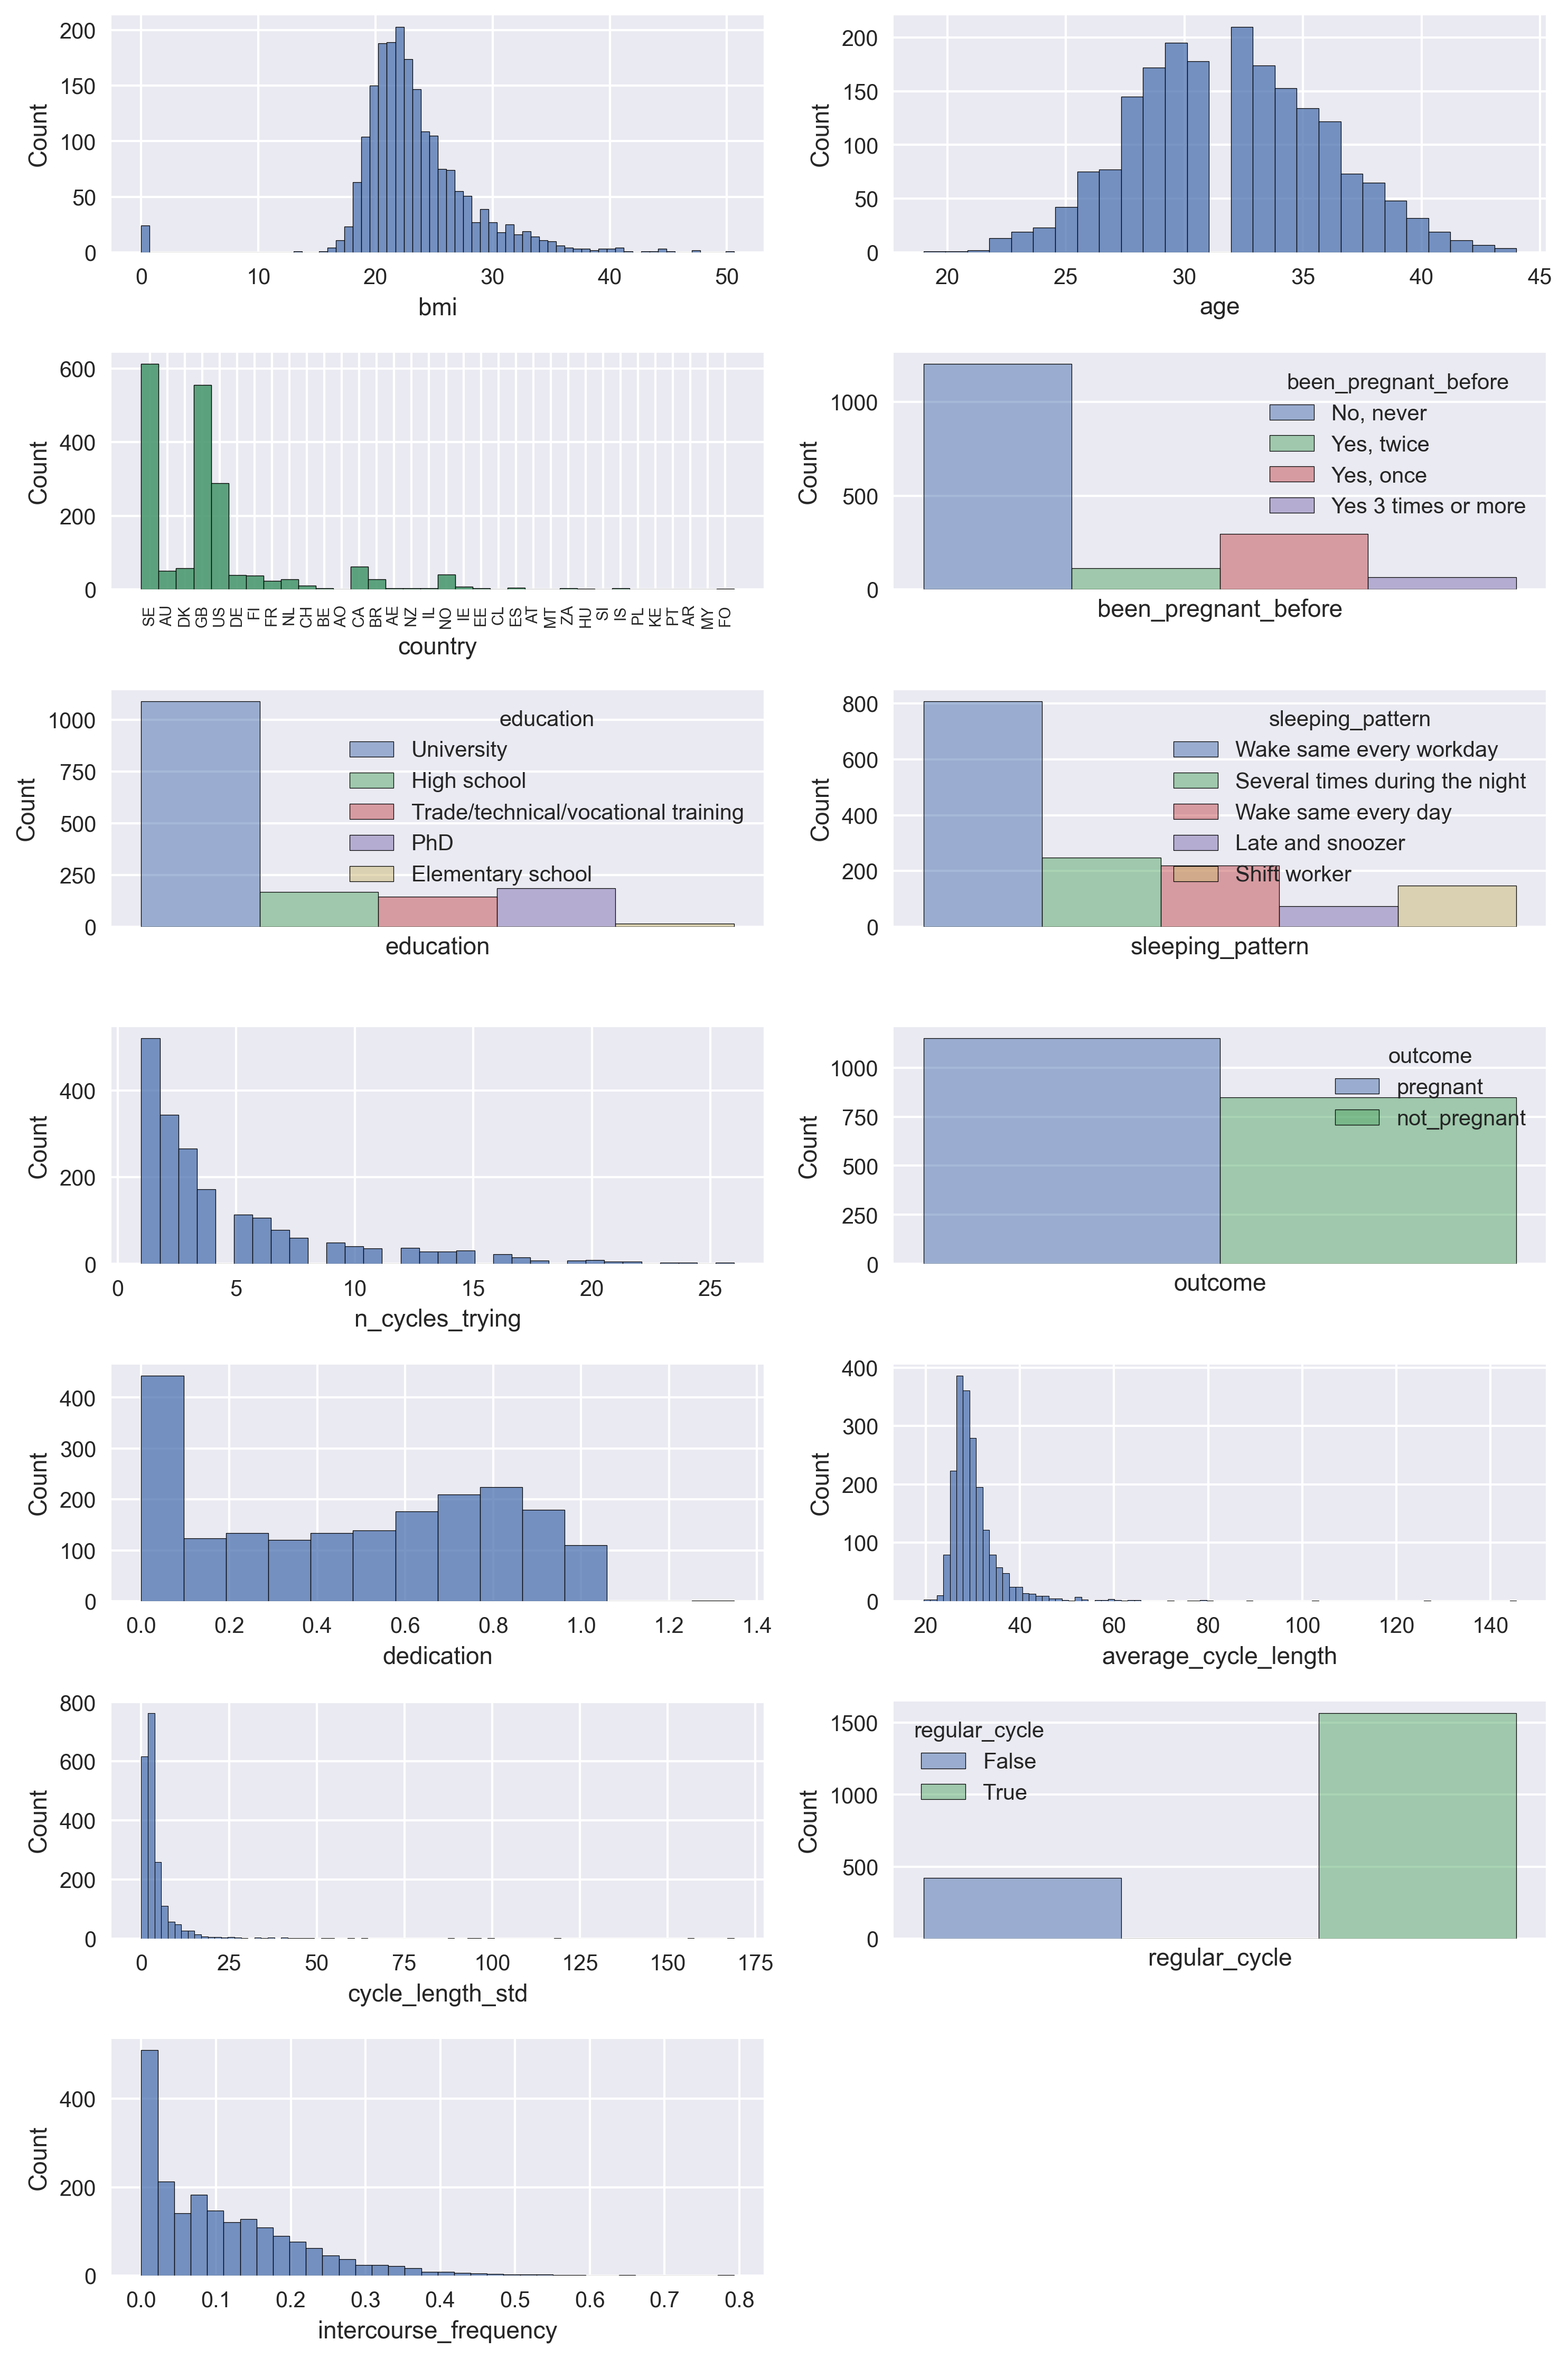 200
150
100
50
0
Count
0 10 20 30 40 50
bmi
200
150
100
50
0
Count
20 25 30 35 40 45
age
600
400
200
0
Count
SE AU DK GB US DE FI FR NL CH BE AO CA BR AE NZ IL NO IE EE CL ES AT MT ZA HU SI IS PL KE PT AR MY FO
country
1000
500
0
Count
been_pregnant_before
No, never
Yes, twice
Yes, once
Yes 3 times or more
been_pregnant_before
1000
750
500
250
0
Count
education
University
High school
Trade/technical/vocational training
PhD
Elementary school
education
800
600
400
200
0
Count
sleeping_pattern
Wake same every workday
Several times during the night
Wake same every day
Late and snoozer
Shift worker
sleeping_pattern
400
200
0
Count
0 5 10 15 20 25
n_cycles_trying
1000
750
500
250
0
Count
outcome
pregnant
not_pregnant
outcome
400
300
200
100
0
Count
0.0 0.2 0.4 0.6 0.8 1.0 1.2 1.4
dedication
400
300
200
100
0
Count
20 40 60 80 100 120 140
average_cycle_length
800
600
400
200
0
Count
0 25 50 75 100 125 150 175
cycle_length_std
1500
1000
500
0
Count
regular_cycle
False
True
regular_cycle
400
200
0
Count
0.0 0.1 0.2 0.3 0.4 0.5 0.6 0.7 0.8
intercourse_frequency